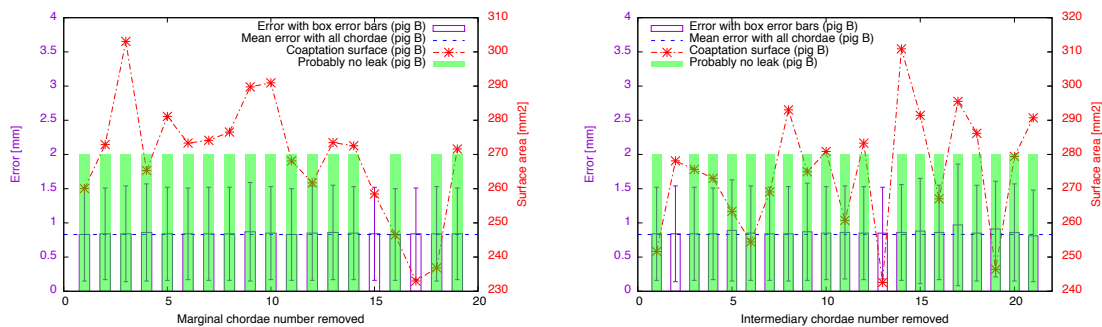 Error with box error bars (pig B)
Mean error with all chordae (pig B)
Coaptation surface (pig B)
Probably no leak (pig B)
4
3.5
3
2.5
2
1.5
1
0.5
0
Error [mm]
310
300
290
280
270
260
250
240
230
Surface area [mm2]
0 5 10 15 20
Marginal chordae number removed
Error with box error bars (pig B)
Mean error with all chordae (pig B)
Coaptation surface (pig B)
Probably no leak (pig B)
4
3.5
3
2.5
2
1.5
1
0.5
0
Error [mm]
320
310
300
290
280
270
260
250
240
Surface area [mm2]
0 5 10 15 20
Intermediary chordae number removed